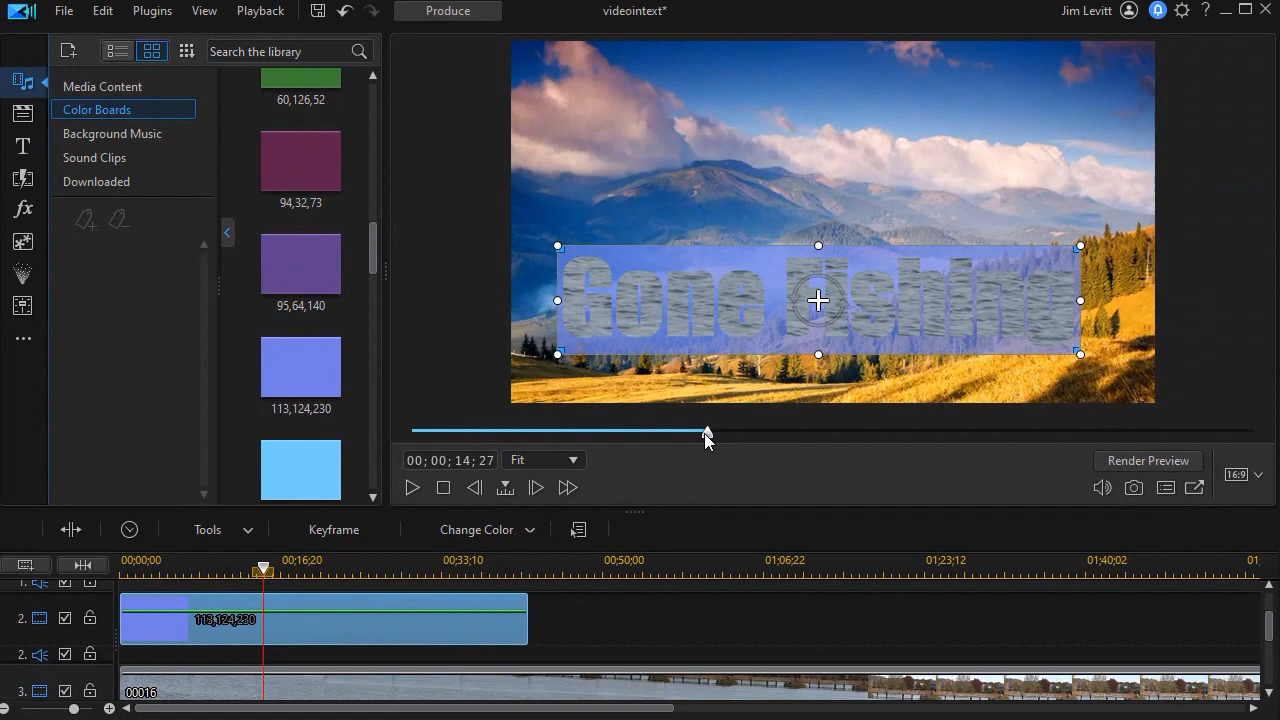 File Edit Plugins View Playback Produce videointext* Jim Levitt ?
Search the library
Media Content
Color Boards
Background Music
Sound Clips
Downloaded
60,126,52
94,32,73
95,64,140
113,124,230
Gone Fishing
00; 00; 14; 27 Fit Render Preview 16:9
Tools Keyframe Change Color
00;00;00 00;16;20 00;33;10 00;50;00 01;06;22 01;23;12 01;40;02 01;
1.
2. 113,124,230
2.
3. 00016